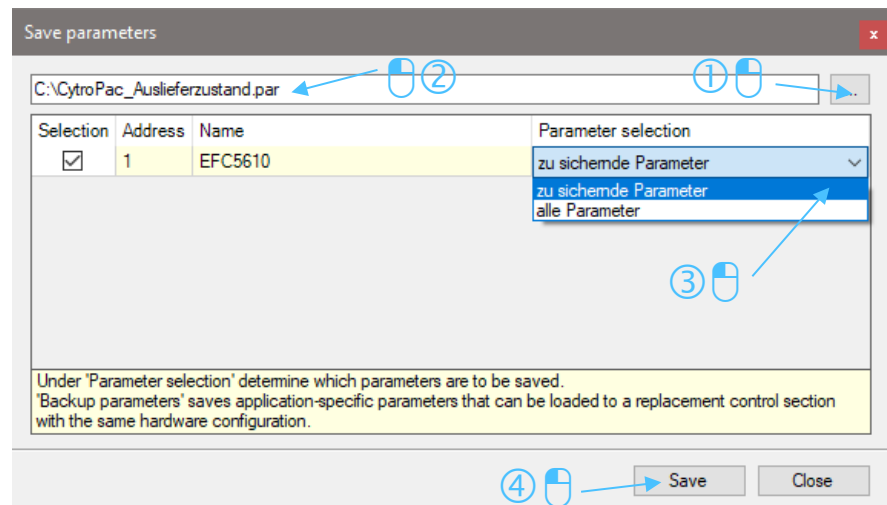 Save parameters
x
C:\CytroPac_Auslieferzustand.par
②
①
..
Selection Address Name Parameter selection
1 EFC5610 zu sichernde Parameter
zu sichernde Parameter
alle Parameter
③
Under 'Parameter selection' determine which parameters are to be saved.
'Backup parameters' saves application-specific parameters that can be loaded to a replacement control section
with the same hardware configuration.
④
Save Close